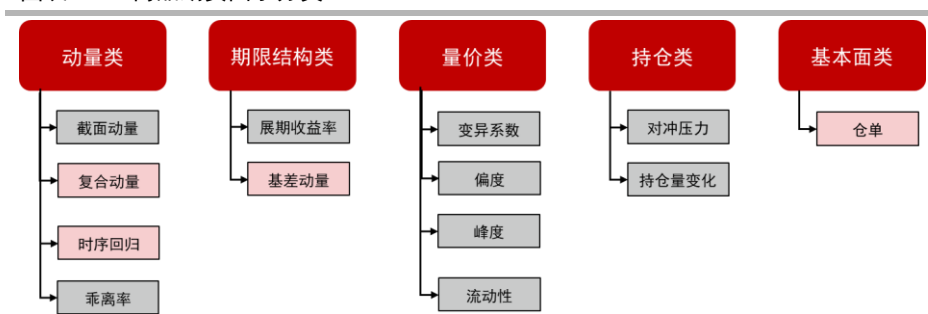 动量类
期限结构类
量价类
持仓类
基本面类
截面动量
复合动量
时序回归
乖离率
展期收益率
基差动量
变异系数
偏度
峰度
流动性
对冲压力
持仓量变化
仓单